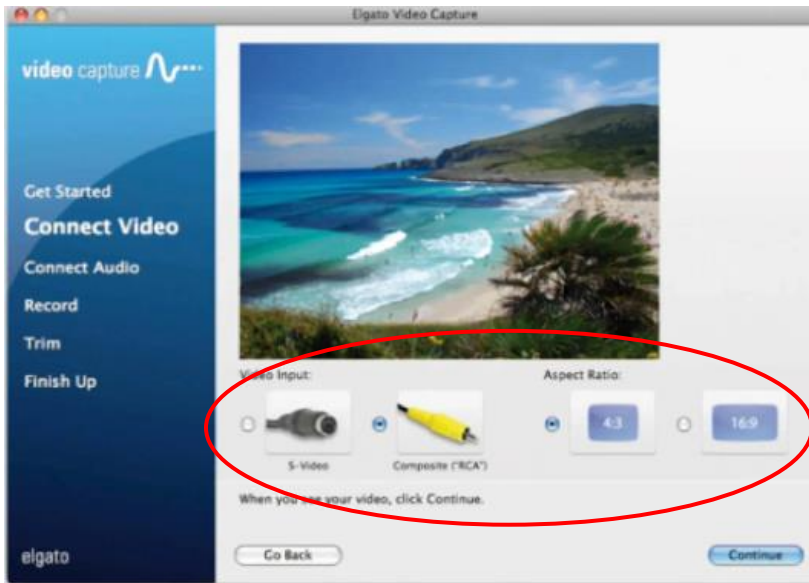 Elgato Video Capture
video capture
Get Started
Connect Video
Connect Audio
Record
Trim
Finish Up
elgato
Video Input:
Aspect Ratio:
4:3
16:9
S-Video
Composite ("RCA")
When you see your video, click Continue.
Go Back
Continue